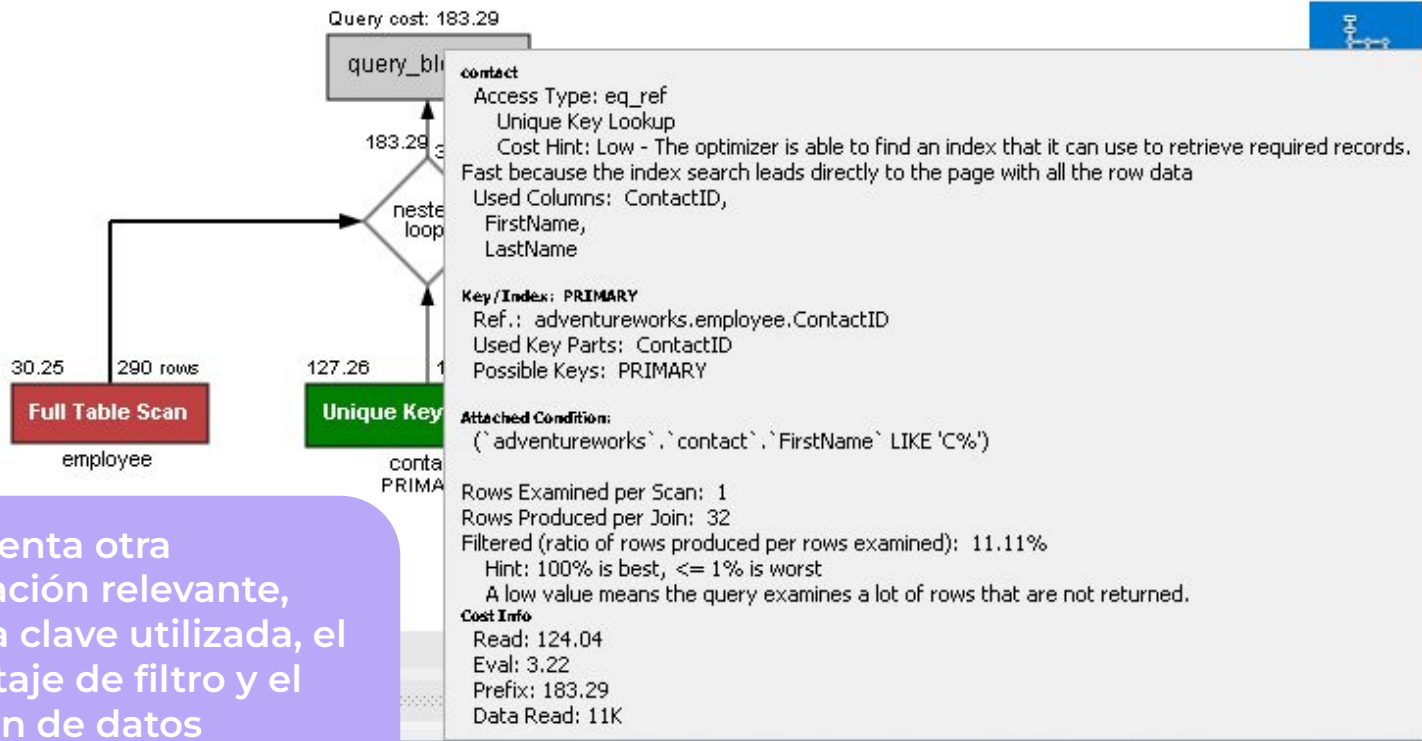 Query cost: 183.29
query_bl
183.29
3
neste
loop
30.25
290 rows
127.26
1
Full Table Scan
Unique Key
employee
conta
PRIMA
contact
Access Type: eq_ref
Unique Key Lookup
Cost Hint: Low - The optimizer is able to find an index that it can use to retrieve required records.
Fast because the index search leads directly to the page with all the row data
Used Columns: ContactID,
FirstName,
LastName
Key/Index: PRIMARY
Ref.: adventureworks.employee.ContactID
Used Key Parts: ContactID
Possible Keys: PRIMARY
Attached Condition:
(`adventureworks`.`contact`.`FirstName` LIKE 'C%')
Rows Examined per Scan: 1
Rows Produced per Join: 32
Filtered (ratio of rows produced per rows examined): 11.11%
Hint: 100% is best, <= 1% is worst
A low value means the query examines a lot of rows that are not returned.
Cost Info
Read: 124.04
Eval: 3.22
Prefix: 183.29
Data Read: 11K
enta otra
ación relevante,
a clave utilizada, el
taje de filtro y el
n de datos